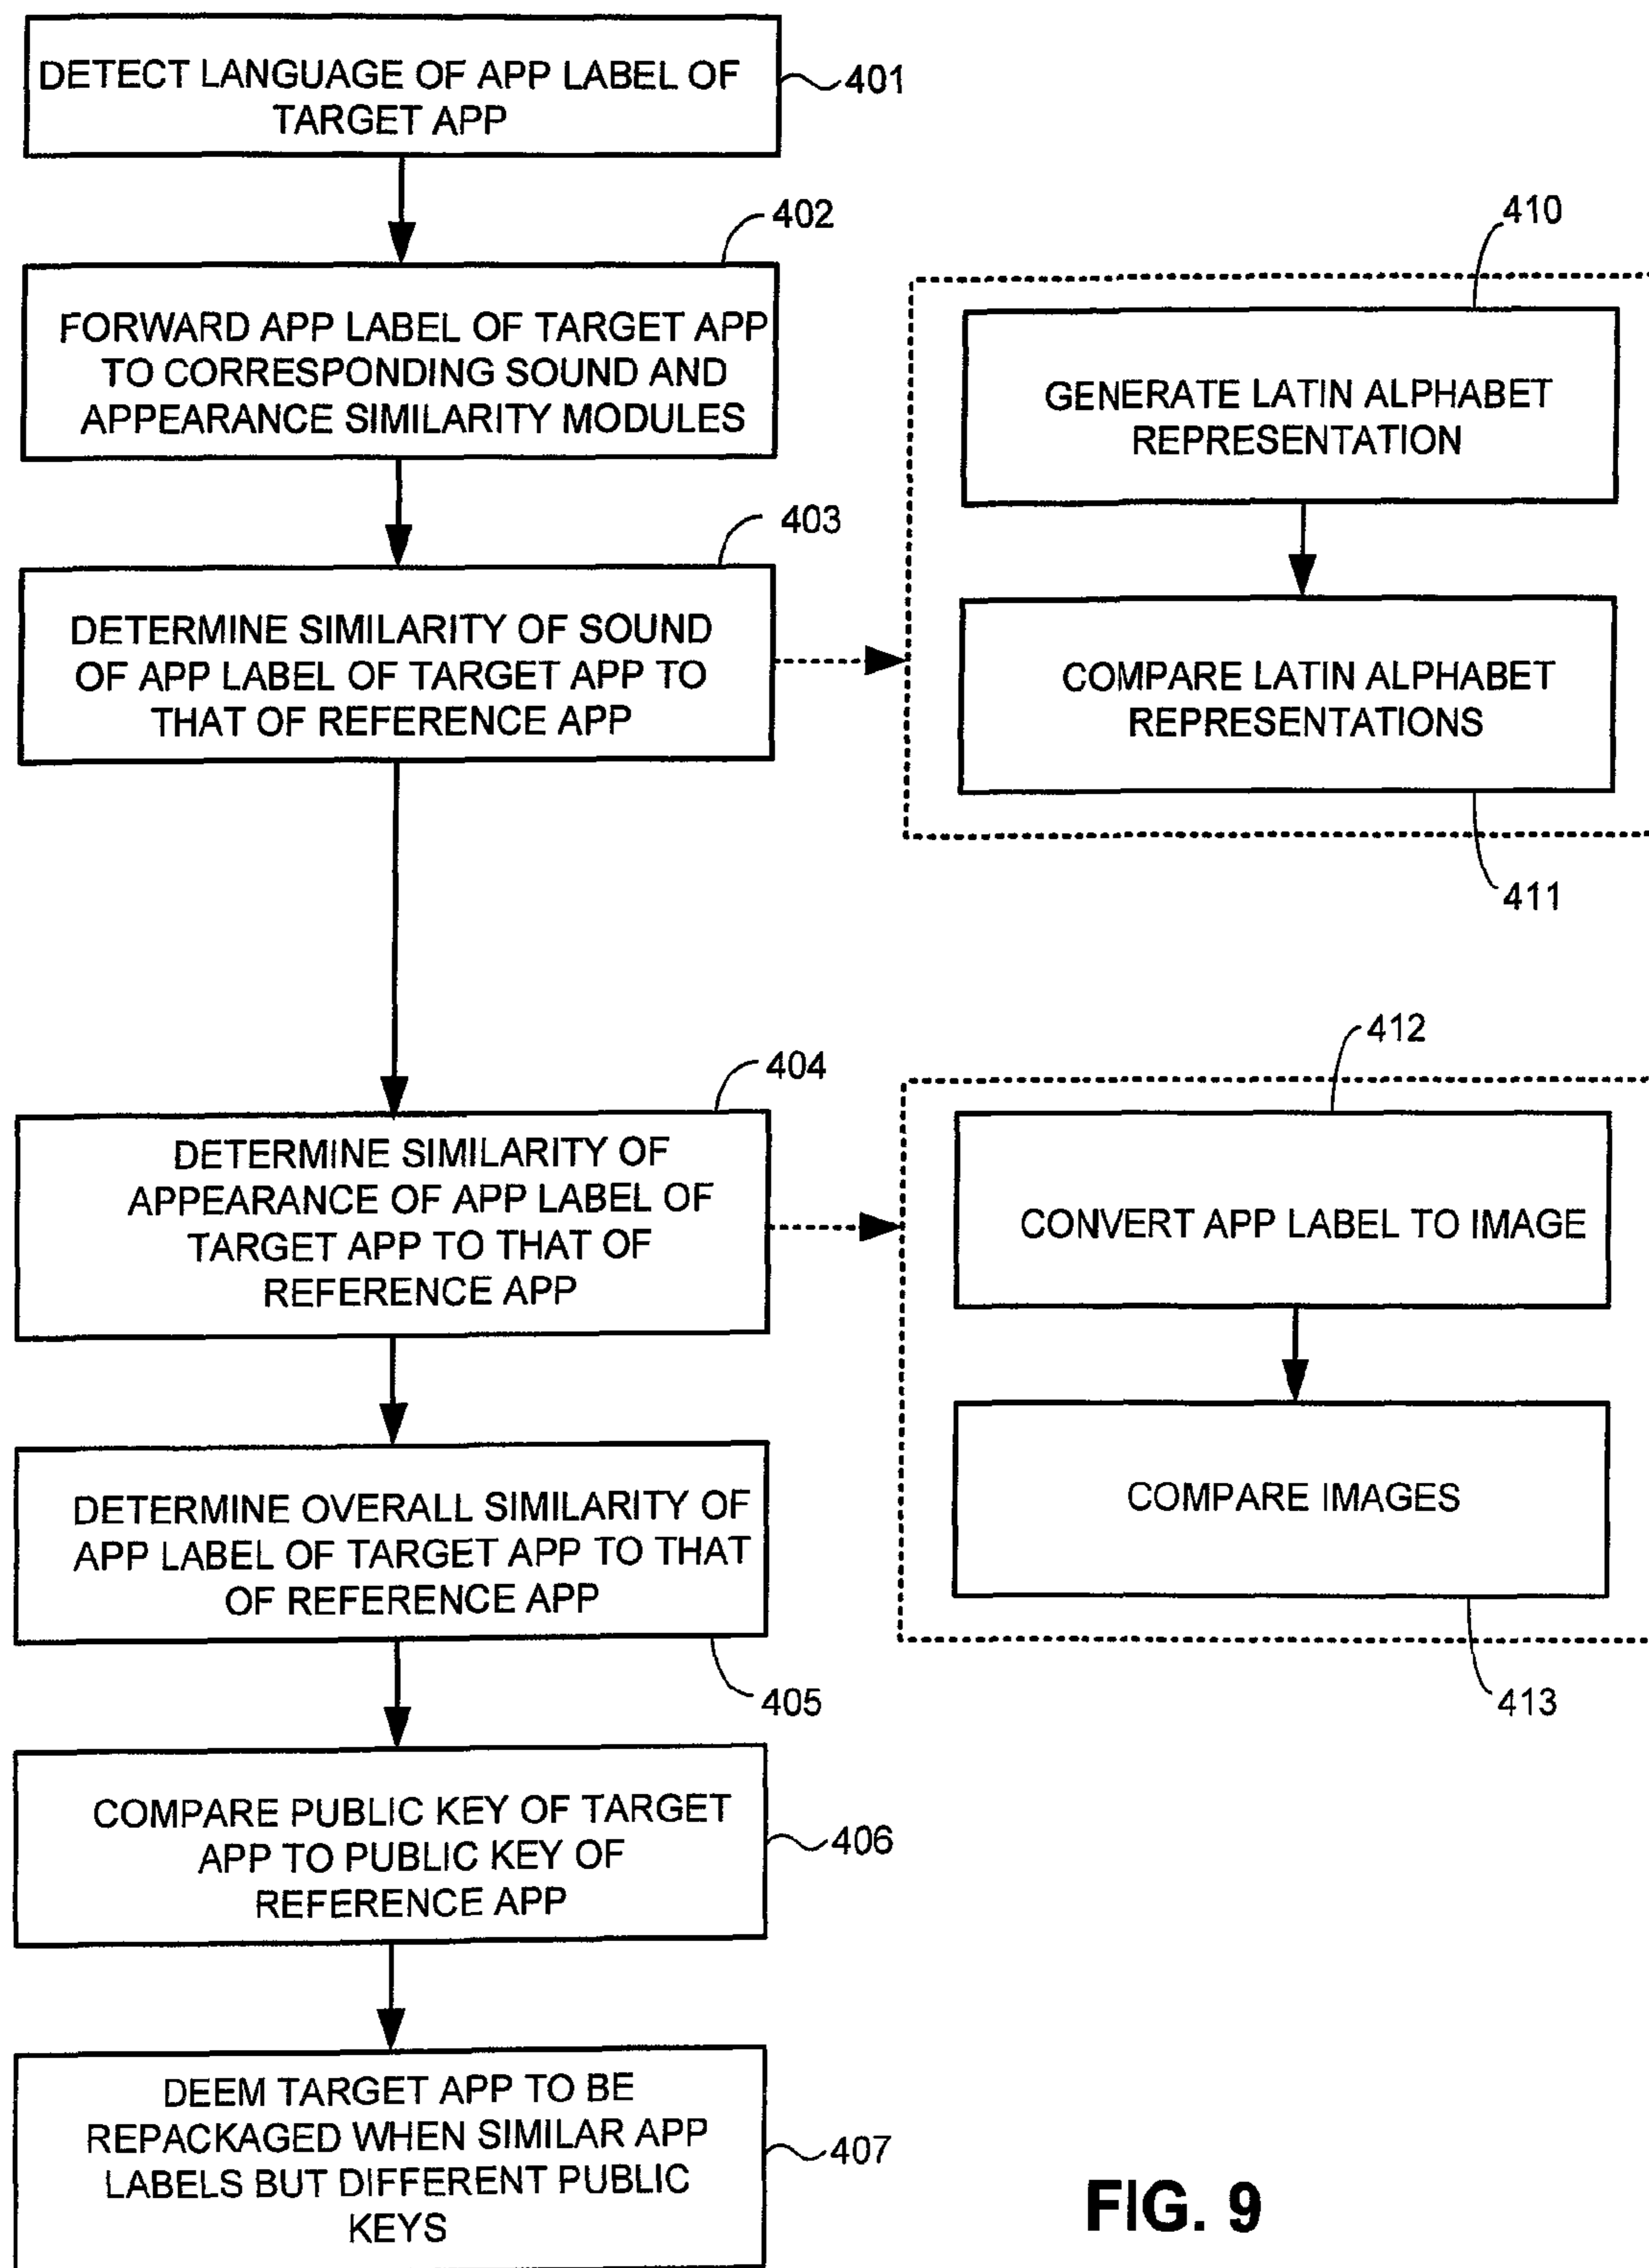 DETECT LANGUAGE OF APP LABEL OF
TARGET APP
401
402
FORWARD APP LABEL OF TARGET APP
TO CORRESPONDING SOUND AND
APPEARANCE SIMILARITY MODULES
403
DETERMINE SIMILARITY OF SOUND
OF APP LABEL OF TARGET APP TO
THAT OF REFERENCE APP
410
GENERATE LATIN ALPHABET
REPRESENTATION
COMPARE LATIN ALPHABET
REPRESENTATIONS
411
404
DETERMINE SIMILARITY OF
APPEARANCE OF APP LABEL OF
TARGET APP TO THAT OF
REFERENCE APP
412
CONVERT APP LABEL TO IMAGE
COMPARE IMAGES
413
DETERMINE OVERALL SIMILARITY OF
APP LABEL OF TARGET APP TO THAT
OF REFERENCE APP
405
COMPARE PUBLIC KEY OF TARGET
APP TO PUBLIC KEY OF
REFERENCE APP
406
DEEM TARGET APP TO BE
REPACKAGED WHEN SIMILAR APP
LABELS BUT DIFFERENT PUBLIC
KEYS
407
FIG. 9